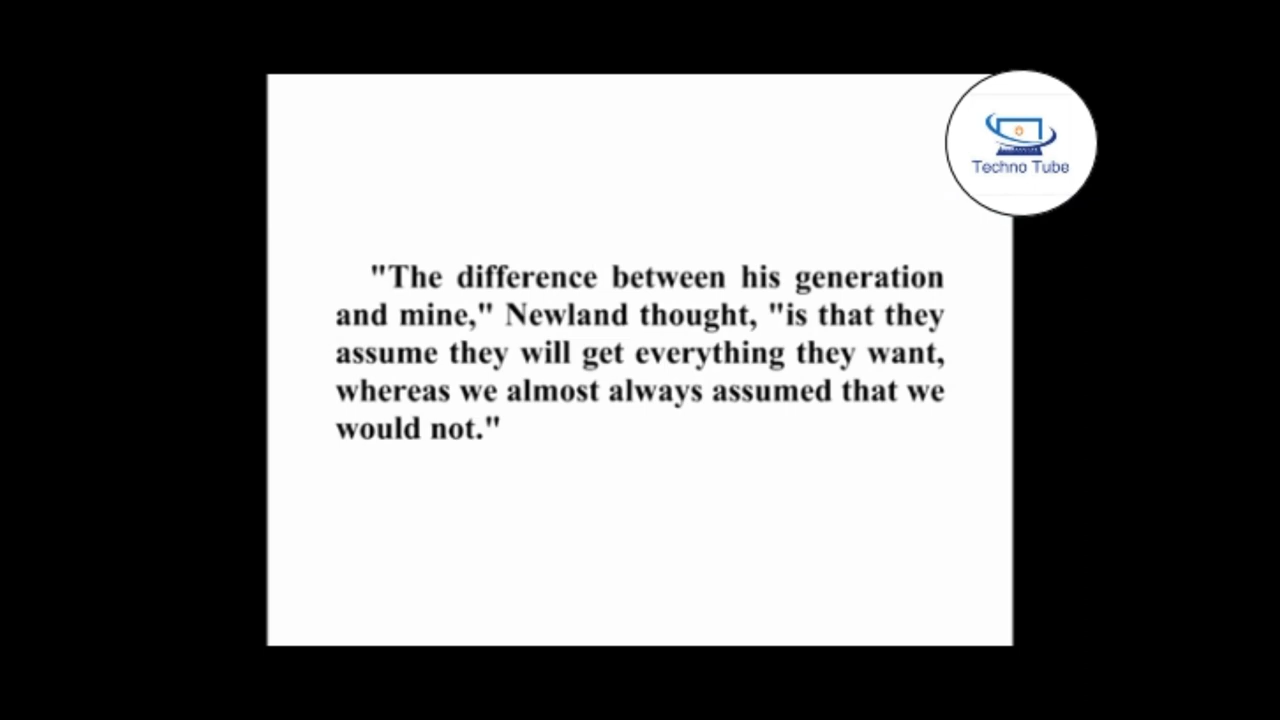 Techno Tube
"The difference between his generation
and mine," Newland thought, "is that they
assume they will get everything they want,
whereas we almost always assumed that we
would not."